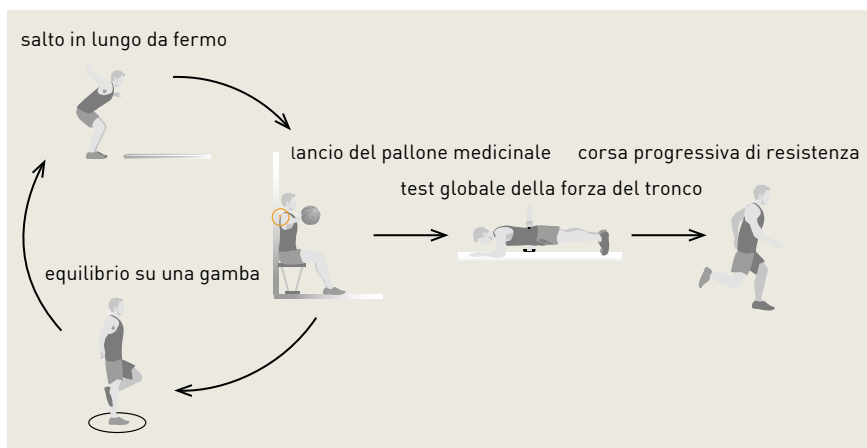 salto in lungo da fermo
lancio del pallone medicinale
corsa progressiva di resistenza
test globale della forza del tronco
equilibrio su una gamba